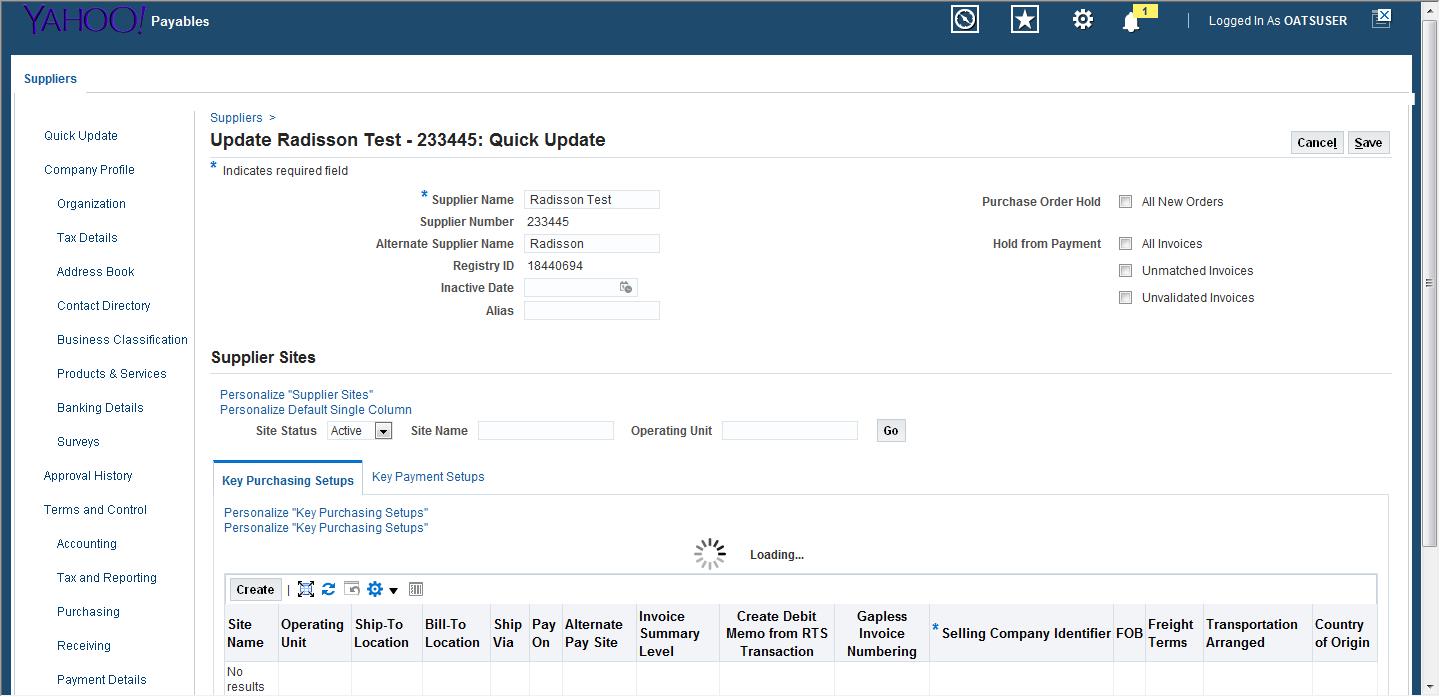 YAHOO! Payables
1
Logged In As OATSUSER
Suppliers
Quick Update
Company Profile
Organization
Tax Details
Address Book
Contact Directory
Business Classification
Products & Services
Banking Details
Surveys
Approval History
Terms and Control
Accounting
Tax and Reporting
Purchasing
Receiving
Payment Details
Suppliers >
Update Radisson Test - 233445: Quick Update
Cancel Save
* Indicates required field
* Supplier Name Radisson Test
Supplier Number 233445
Alternate Supplier Name Radisson
Registry ID 18440694
Inactive Date
Alias
Purchase Order Hold All New Orders
Hold from Payment All Invoices
Unmatched Invoices
Unvalidated Invoices
Supplier Sites
Personalize "Supplier Sites"
Personalize Default Single Column
Site Status Active Site Name Operating Unit Go
Key Purchasing Setups Key Payment Setups
Personalize "Key Purchasing Setups"
Personalize "Key Purchasing Setups"
Loading...
Create |
Site Name
Operating Unit
Ship-To Location
Bill-To Location
Ship Via
Pay On
Alternate Pay Site
Invoice Summary Level
Create Debit Memo from RTS Transaction
Gapless Invoice Numbering
* Selling Company Identifier
FOB
Freight Terms
Transportation Arranged
Country of Origin
No results